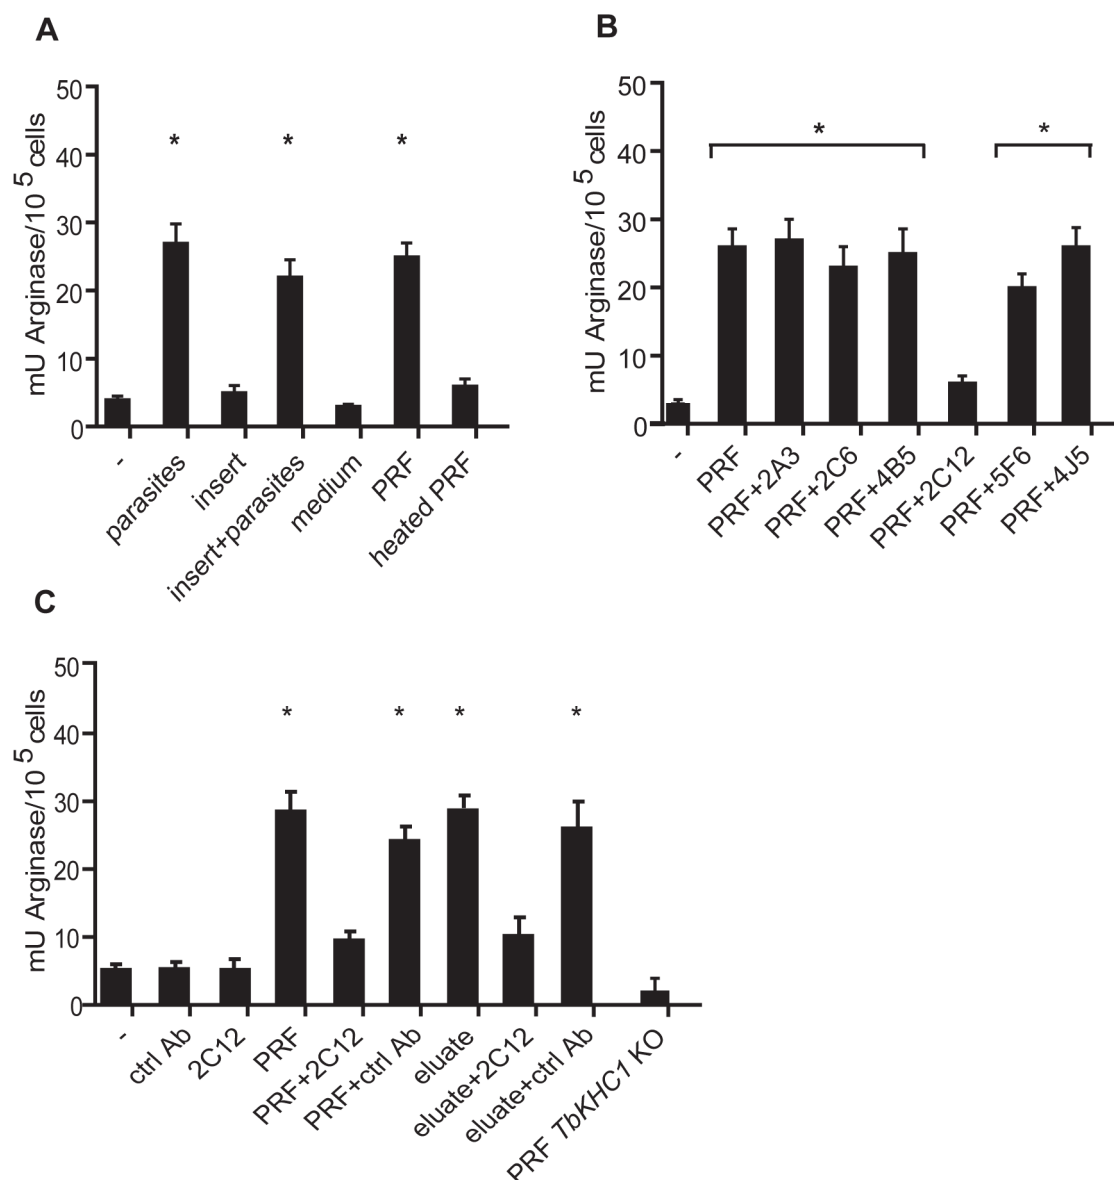 A
mU Arginase/10 5 cells
50
40
30
20
10
0
* * *
-
parasites
insert
insert+parasites
medium
PRF
heated PRF
B
mU Arginase/10 5 cells
50
40
30
20
10
0
* *
-
PRF
PRF+2A3
PRF+2C6
PRF+4B5
PRF+2C12
PRF+5F6
PRF+4J5
C
mU Arginase/10 5 cells
50
40
30
20
10
0
* * * *
-
ctrl Ab
2C12
PRF
PRF+2C12
PRF+ctrl Ab
eluate
eluate+2C12
eluate+ctrl Ab
PRF TbKHC1 KO